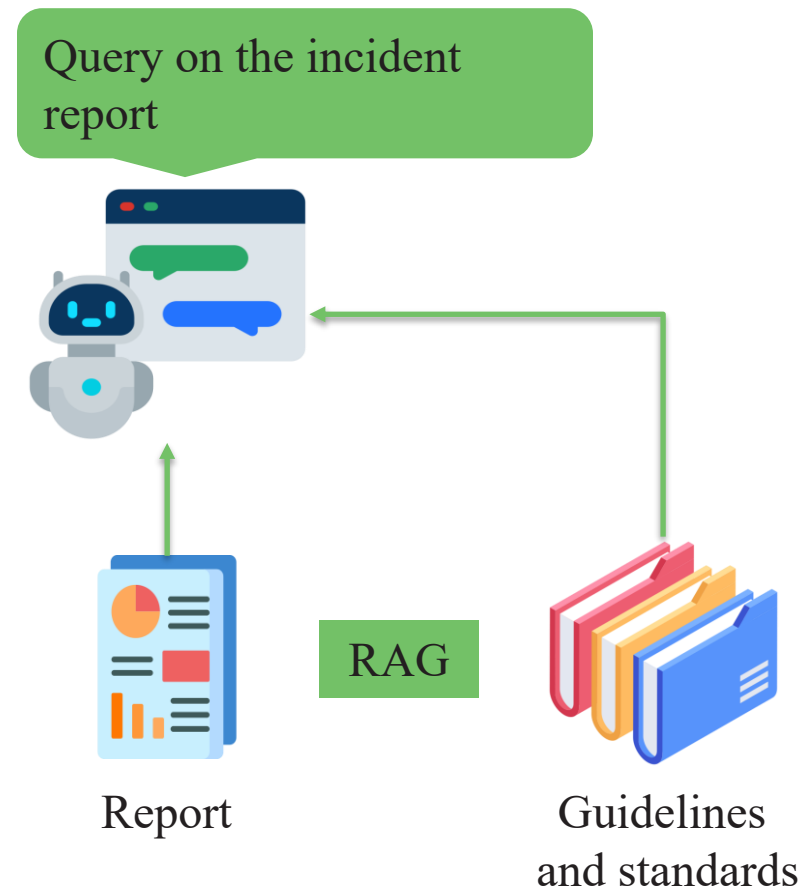 Query on the incident
report
RAG
Report
Guidelines
and standards